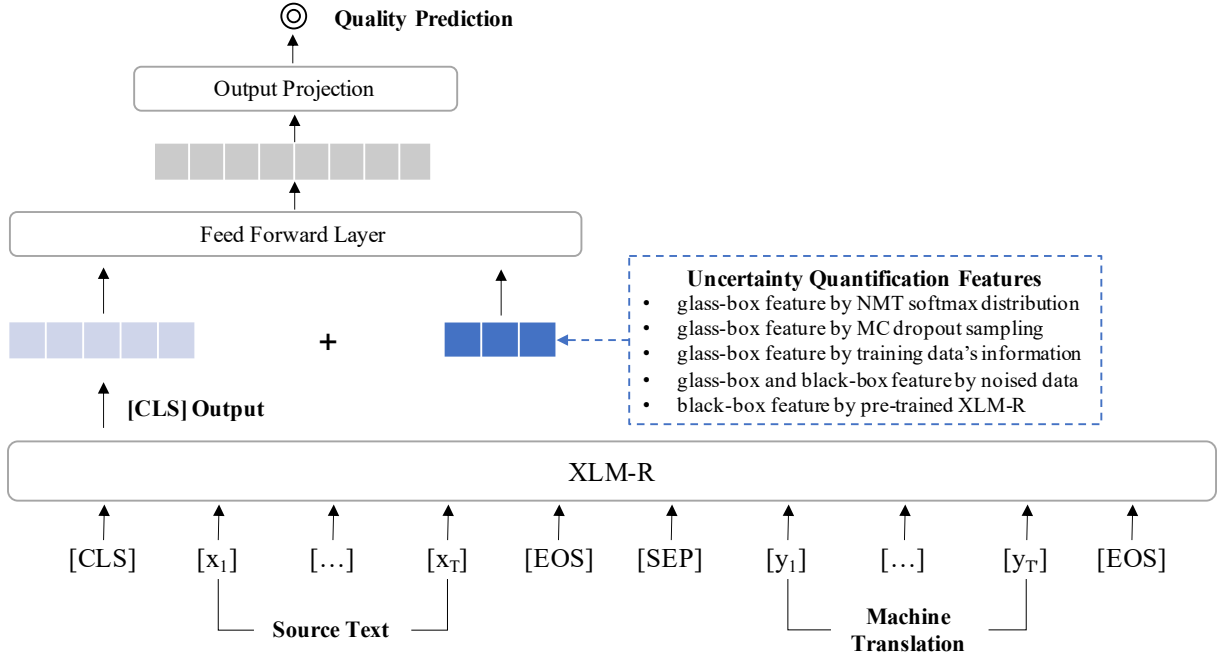 Quality Prediction
Output Projection
Feed Forward Layer
Uncertainty Quantification Features
• glass-box feature by NMT softmax distribution
• glass-box feature by MC dropout sampling
• glass-box feature by training data's information
• glass-box and black-box feature by noised data
• black-box feature by pre-trained XLM-R
+
[CLS] Output
XLM-R
[CLS] [x₁] [...] [x_T] [EOS] [SEP] [y₁] [...] [y_T'] [EOS]
Source Text
Machine
Translation